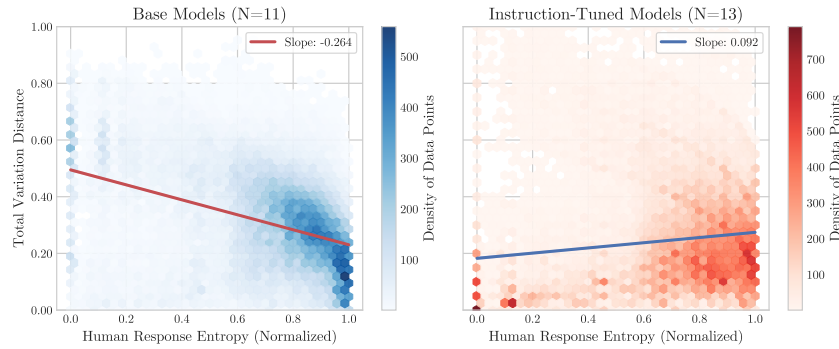 Base Models (N=11)
Slope: -0.264
Total Variation Distance
1.00
0.80
0.60
0.40
0.20
0.00
0.0 0.2 0.4 0.6 0.8 1.0
Human Response Entropy (Normalized)
500
400
300
200
100
Density of Data Points
Instruction-Tuned Models (N=13)
Slope: 0.092
0.0 0.2 0.4 0.6 0.8 1.0
Human Response Entropy (Normalized)
700
600
500
400
300
200
100
Density of Data Points